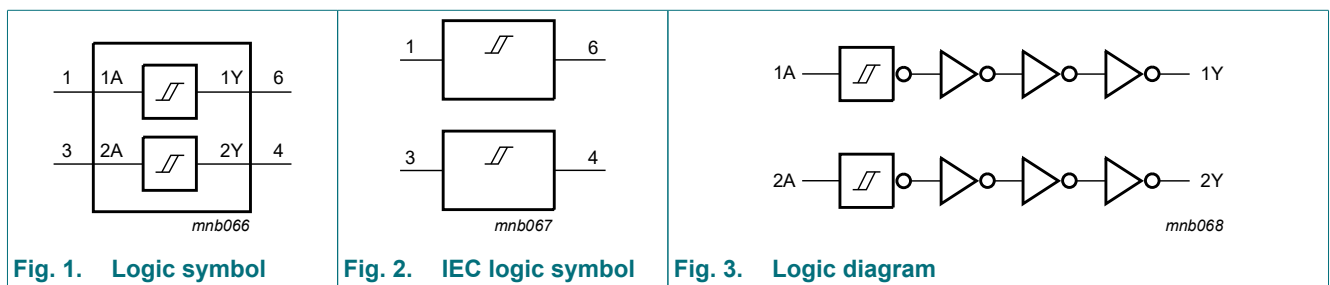 1 1A 1Y 6
3 2A 2Y 4
mnb066
Fig. 1. Logic symbol
1 6
3 4
mnb067
Fig. 2. IEC logic symbol
1A 1Y
2A 2Y
mnb068
Fig. 3. Logic diagram